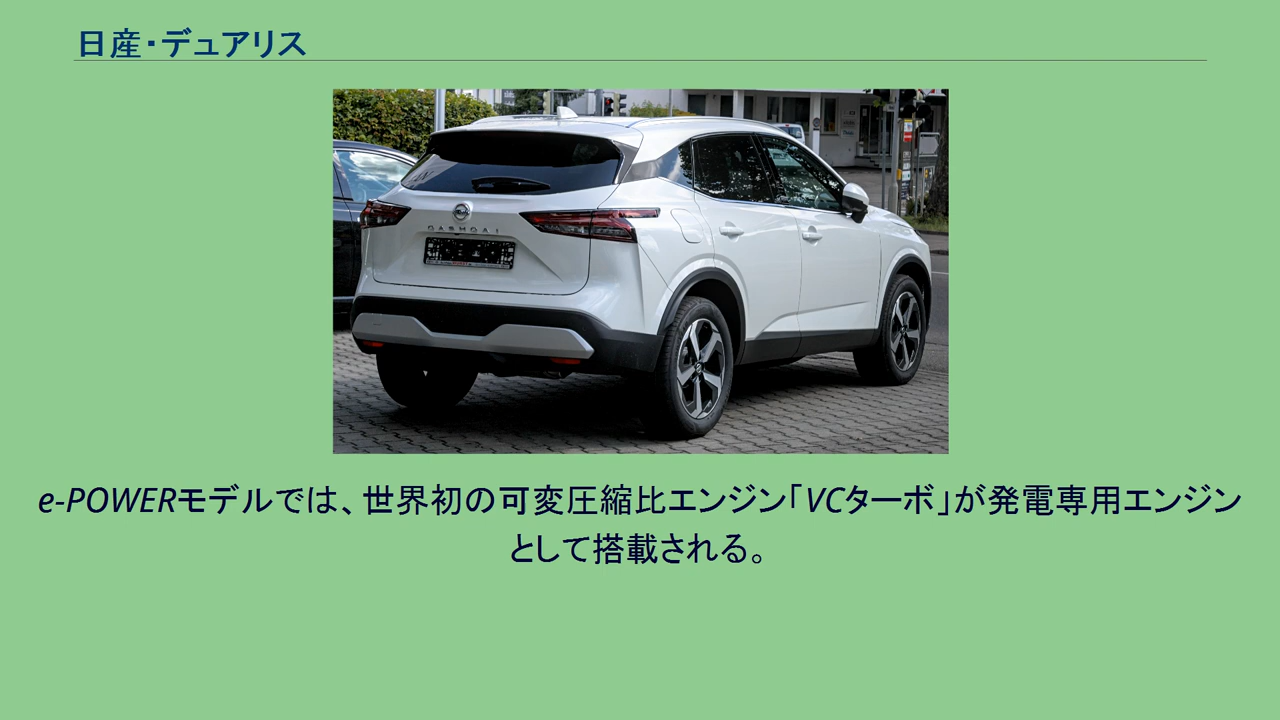 日産・デュアリス
QASHQAI
e-POWERモデルでは、世界初の可変圧縮比エンジン「VCターボ」が発電専用エンジン
として搭載される。